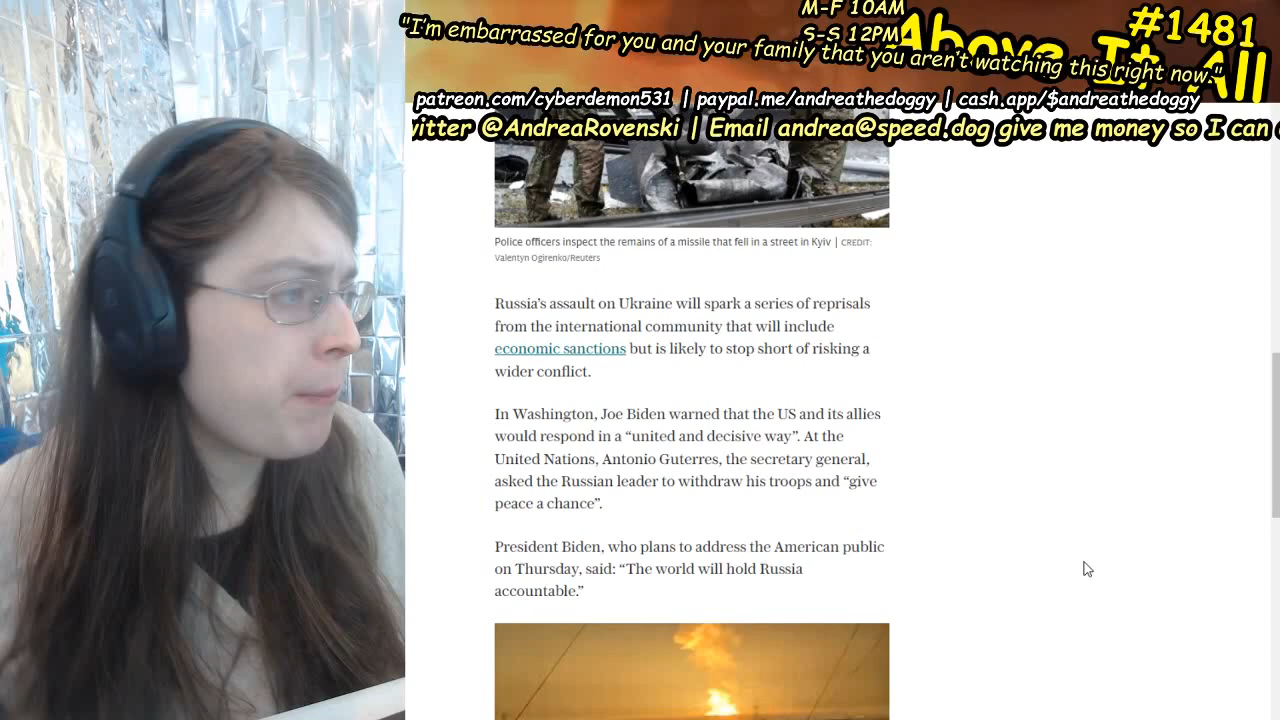 M-F 10AM
S-S 12PM
Above It All
#1481
"I'm embarrassed for you and your family that you aren't watching this right now."
patreon.com/cyberdemon531 | paypal.me/andreathedoggy | cash.app/$andreathedoggy
witter @AndreaRovenski | Email andrea@speed.dog give me money so I can
Police officers inspect the remains of a missile that fell in a street in Kyiv | CREDIT:
Valentyn Ogirenko/Reuters
Russia's assault on Ukraine will spark a series of reprisals
from the international community that will include
economic sanctions but is likely to stop short of risking a
wider conflict.
In Washington, Joe Biden warned that the US and its allies
would respond in a “united and decisive way”. At the
United Nations, Antonio Guterres, the secretary general,
asked the Russian leader to withdraw his troops and “give
peace a chance”.
President Biden, who plans to address the American public
on Thursday, said: “The world will hold Russia
accountable.”